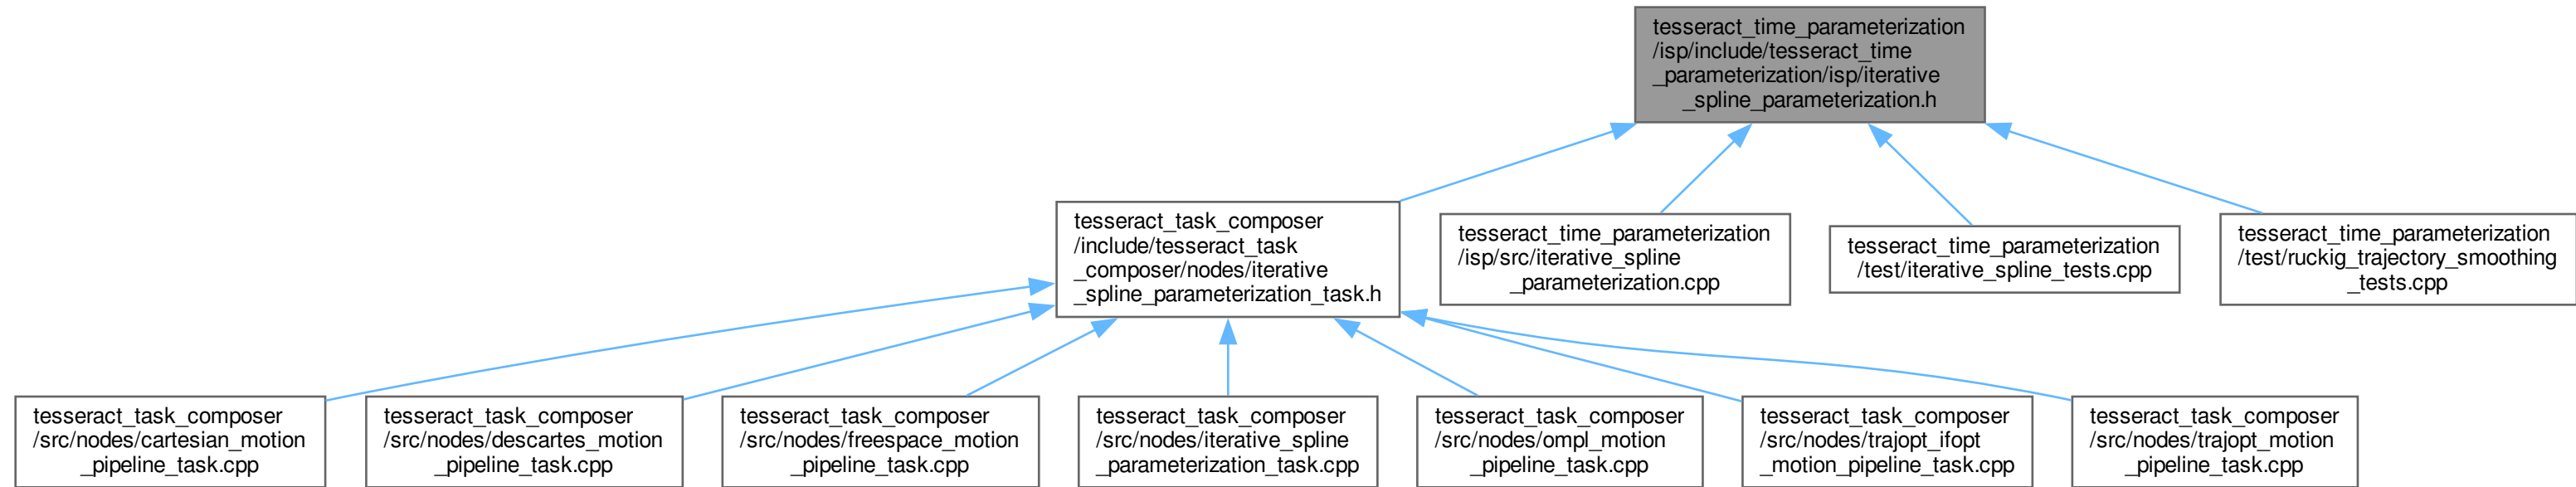 tesseract_time_parameterization
/isp/include/tesseract_time
_parameterization/isp/iterative
_spline_parameterization.h
tesseract_task_composer
/include/tesseract_task
_composer/nodes/iterative
_spline_parameterization_task.h
tesseract_time_parameterization
/isp/src/iterative_spline
_parameterization.cpp
tesseract_time_parameterization
/test/iterative_spline_tests.cpp
tesseract_time_parameterization
/test/ruckig_trajectory_smoothing
_tests.cpp
tesseract_task_composer
/src/nodes/cartesian_motion
_pipeline_task.cpp
tesseract_task_composer
/src/nodes/descartes_motion
_pipeline_task.cpp
tesseract_task_composer
/src/nodes/freespace_motion
_pipeline_task.cpp
tesseract_task_composer
/src/nodes/iterative_spline
_parameterization_task.cpp
tesseract_task_composer
/src/nodes/ompl_motion
_pipeline_task.cpp
tesseract_task_composer
/src/nodes/trajopt_ifopt
_motion_pipeline_task.cpp
tesseract_task_composer
/src/nodes/trajopt_motion
_pipeline_task.cpp